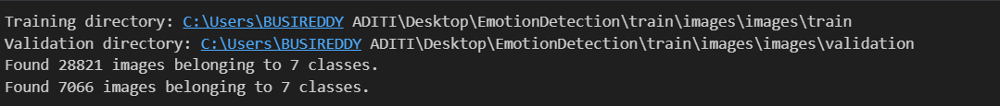 Training directory: C:\Users\BUSIREDDY ADITI\Desktop\EmotionDetection\train\images\images\train
Validation directory: C:\Users\BUSIREDDY ADITI\Desktop\EmotionDetection\train\images\images\validation
Found 28821 images belonging to 7 classes.
Found 7066 images belonging to 7 classes.